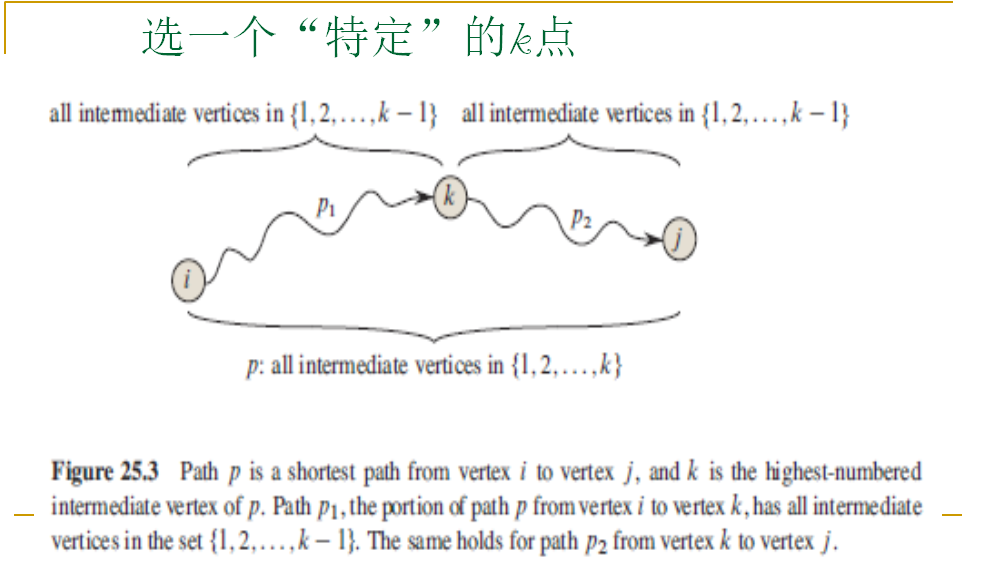 选一个“特定”的k点
all intermediate vertices in {1, 2, . . . , k − 1} all intermediate vertices in {1, 2, . . . , k − 1}
p1
k
p2
j
i
p: all intermediate vertices in {1, 2, . . . , k}
Figure 25.3 Path p is a shortest path from vertex i to vertex j, and k is the highest-numbered
intermediate vertex of p. Path p1, the portion of path p from vertex i to vertex k, has all intermediate
vertices in the set {1, 2, . . . , k − 1}. The same holds for path p2 from vertex k to vertex j.